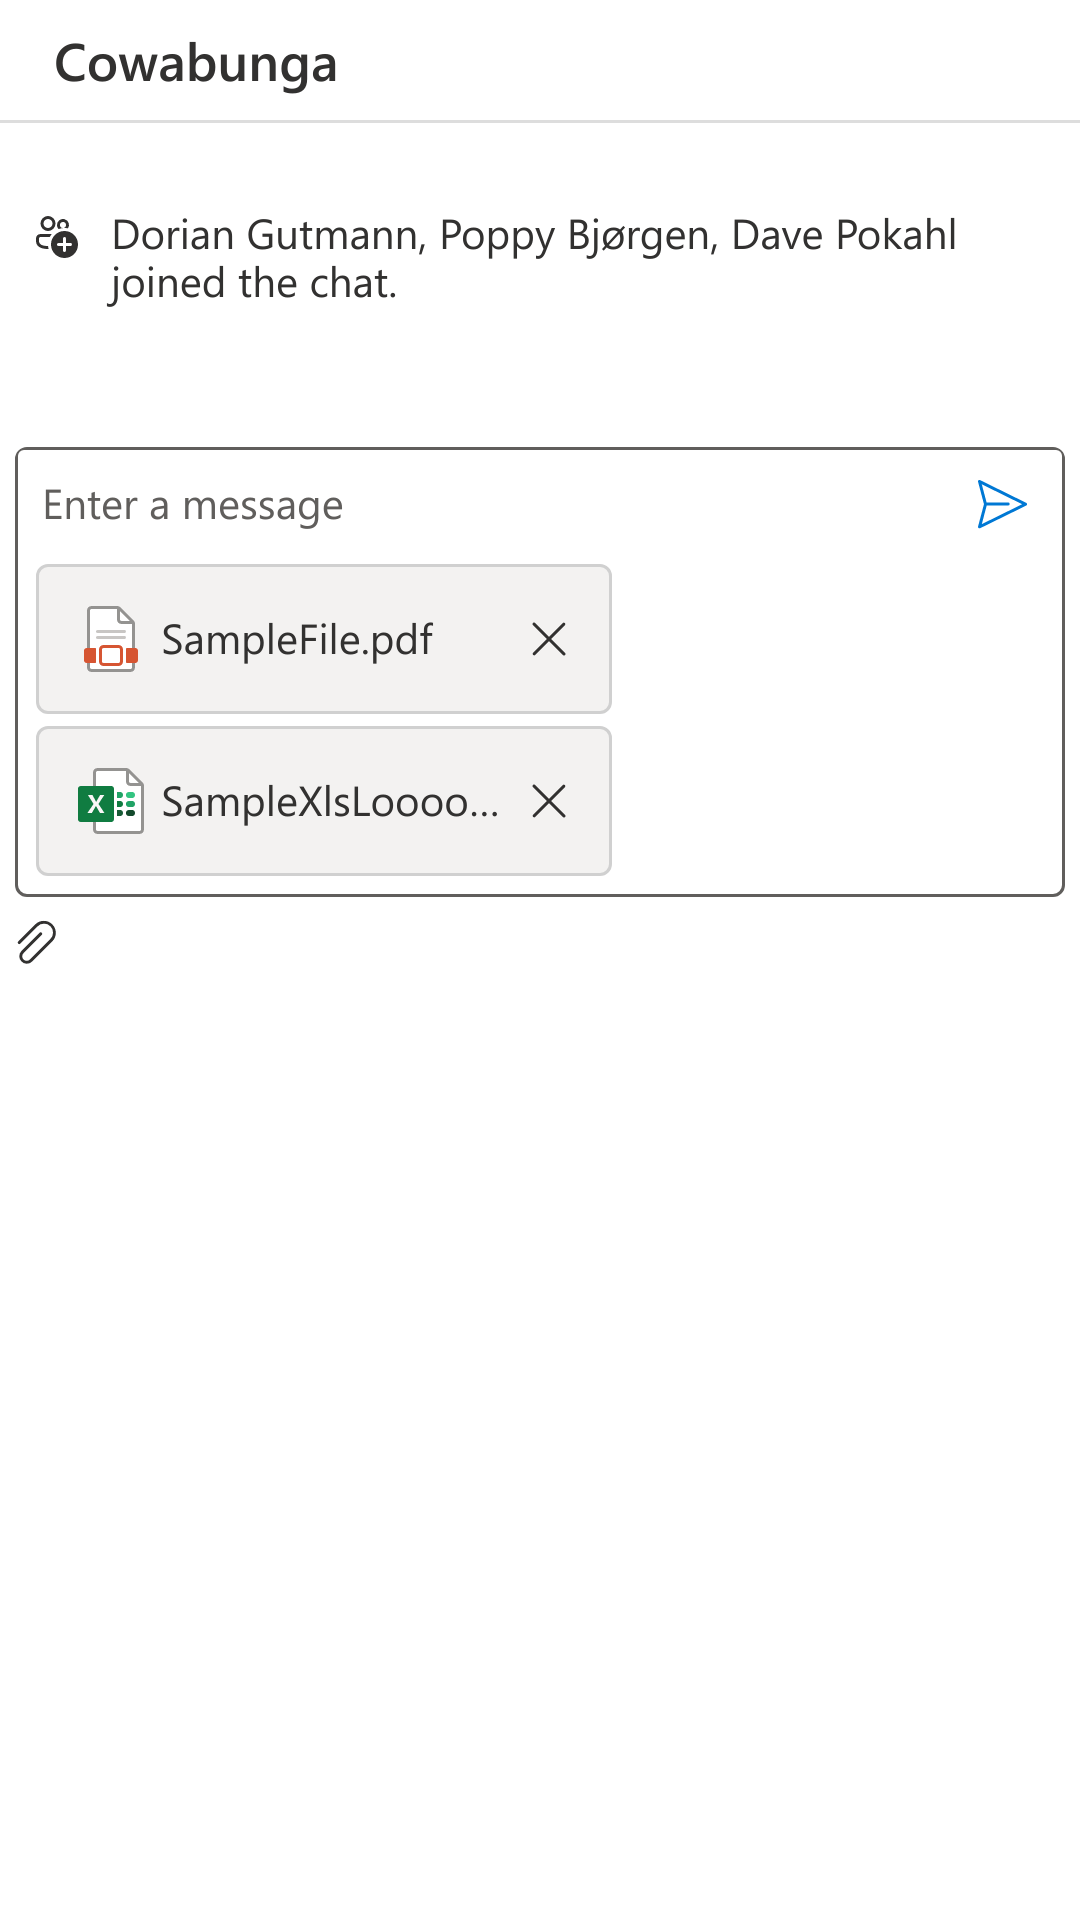 Cowabunga
Dorian Gutmann, Poppy Bjørgen, Dave Pokahl
joined the chat.
Enter a message
SampleFile.pdf
X
SampleXlsLoooo...